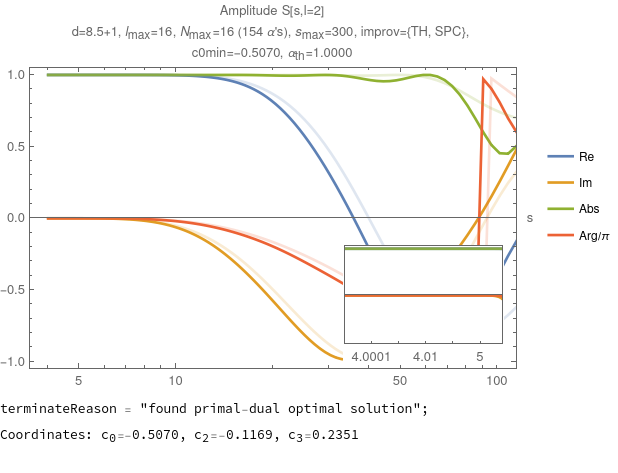 Amplitude S[s,l=2]
d=8.5+1, lmax=16, Nmax=16 (154 α's), smax=300, improv={TH, SPC},
c0min=-0.5070, αth=1.0000
1.0
0.5
0.0
-0.5
-1.0
s
Re
Im
Abs
Arg/π
4.0001 4.01 5
5 10 50 100
terminateReason = "found primal-dual optimal solution";
Coordinates: c0=-0.5070, c2=-0.1169, c3=0.2351